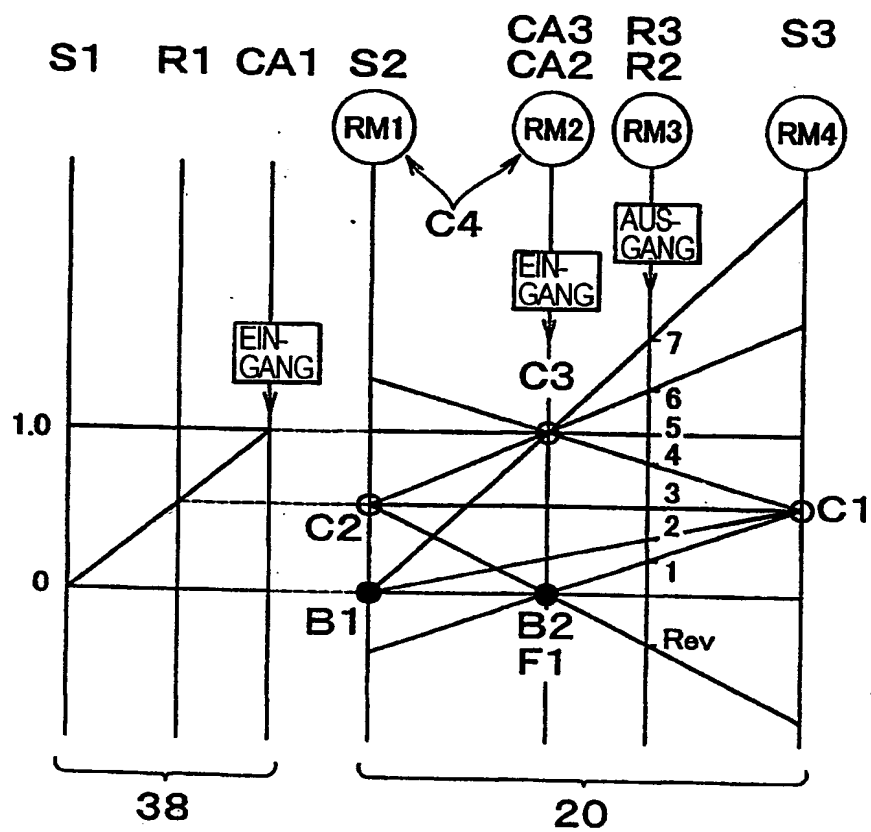 CA3 R3 S3
S1 R1 CA1 S2 CA2 R2
RM1 RM2 RM3 RM4
C4
AUS-
GANG
EIN-
GANG
EIN-
GANG
7
C3
6
1.0
5
4
3
C1
C2
2
1
0
B1
B2
Rev
F1
38
20